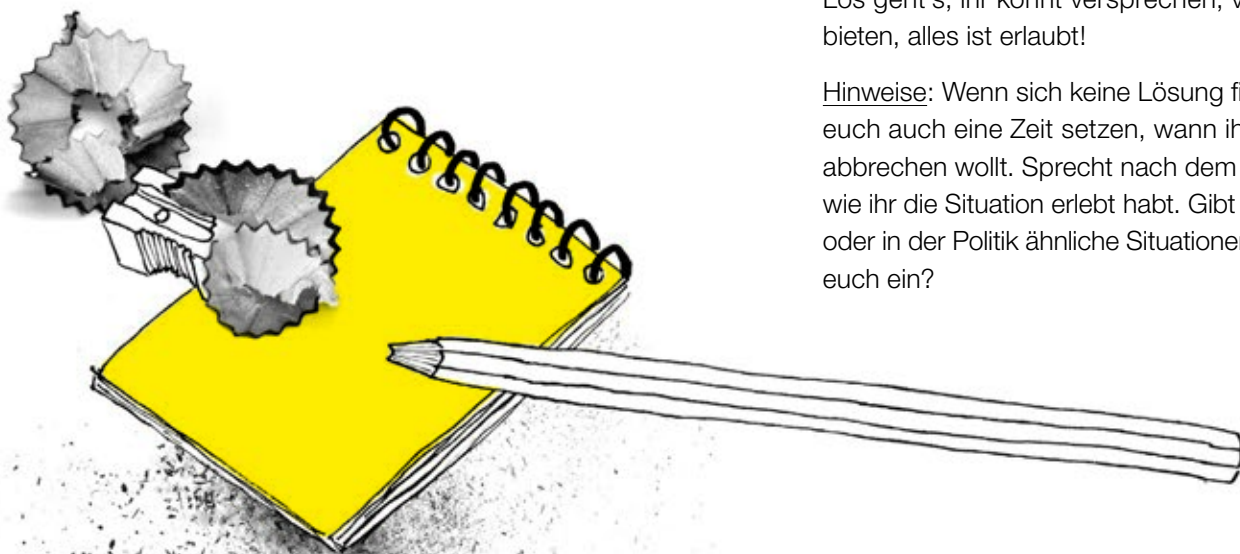 Los geht's, ihr könnt versprechen, v
bieten, alles ist erlaubt!
Hinweise: Wenn sich keine Lösung fi
euch auch eine Zeit setzen, wann ih
abbrechen wollt. Sprecht nach dem
wie ihr die Situation erlebt habt. Gibt
oder in der Politik ähnliche Situationen
euch ein?